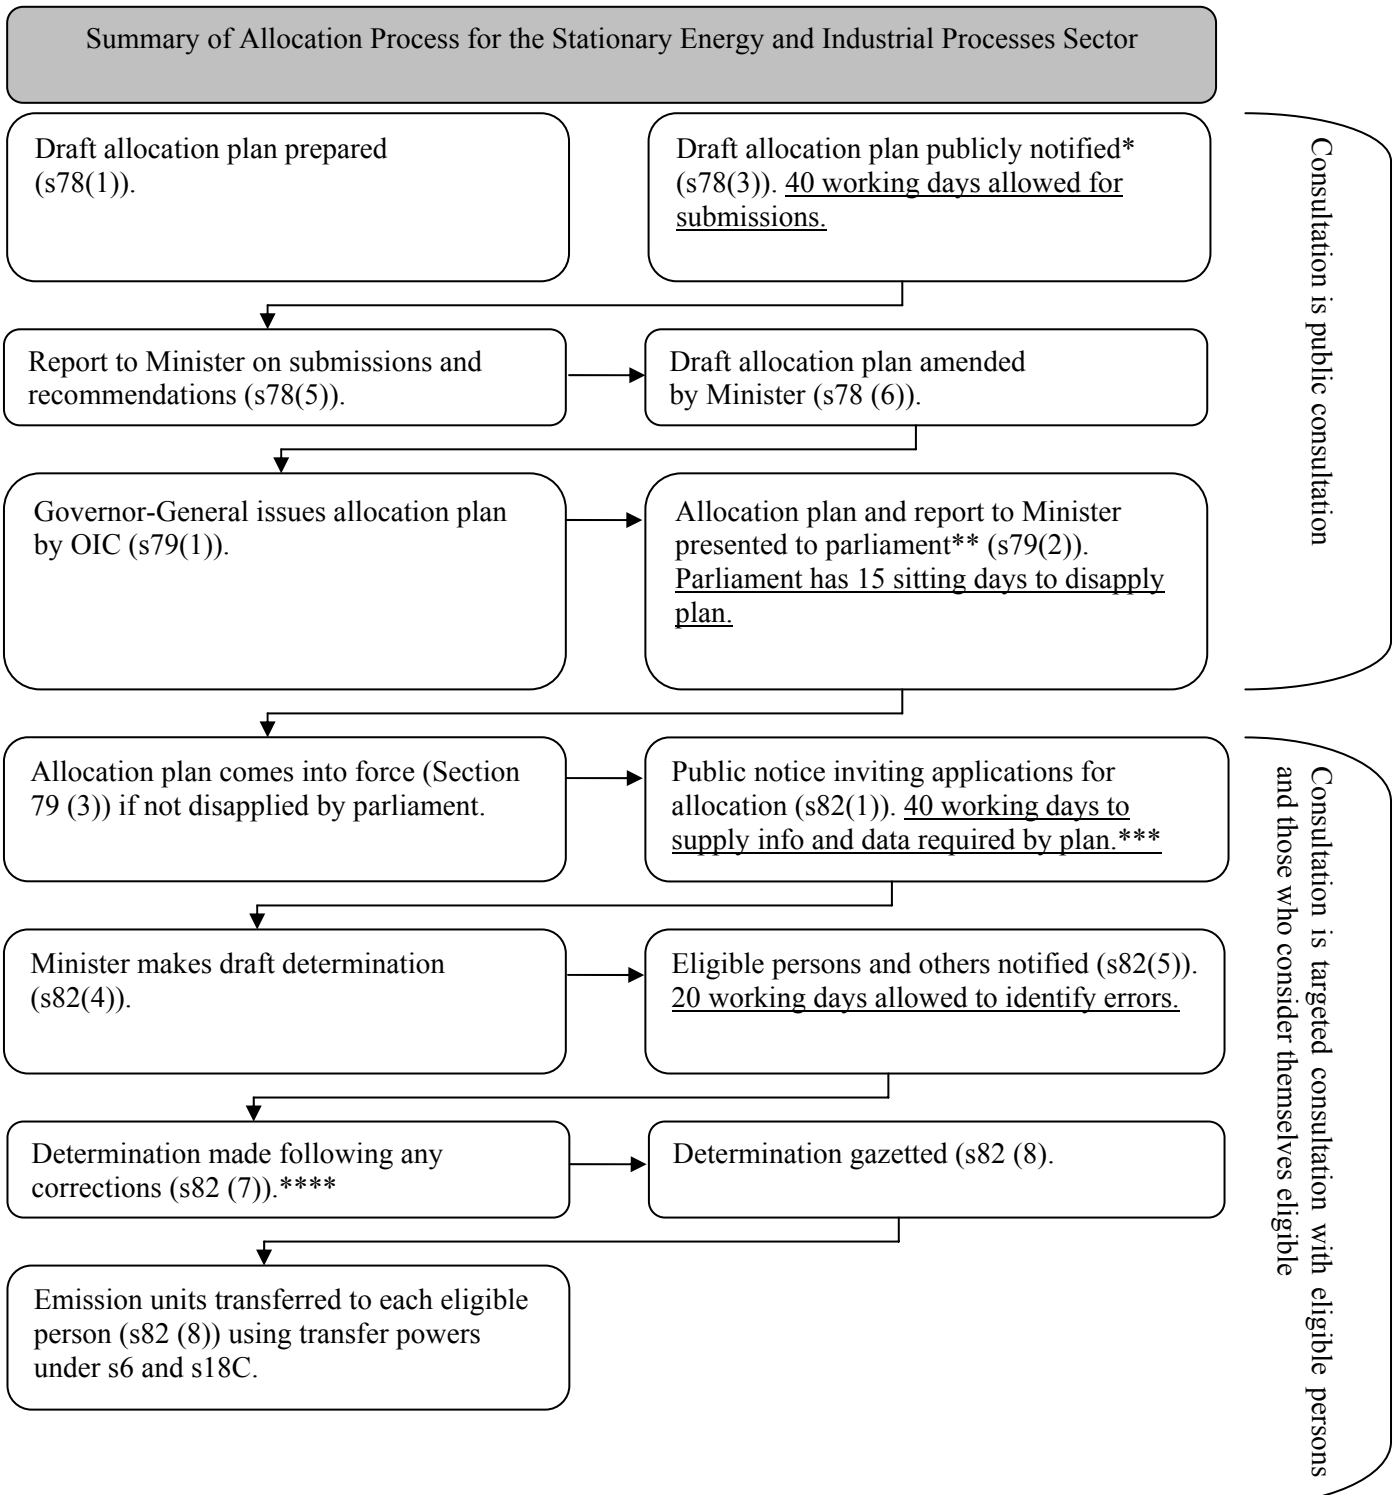 Summary of Allocation Process for the Stationary Energy and Industrial Processes Sector
Draft allocation plan prepared
(s78(1)).
Draft allocation plan publicly notified*
(s78(3)). 40 working days allowed for
submissions.
Report to Minister on submissions and
recommendations (s78(5)).
Draft allocation plan amended
by Minister (s78 (6)).
Governor-General issues allocation plan
by OIC (s79(1)).
Allocation plan and report to Minister
presented to parliament** (s79(2)).
Parliament has 15 sitting days to disapply
plan.
Consultation is public consultation
Allocation plan comes into force (Section
79 (3)) if not disapplied by parliament.
Public notice inviting applications for
allocation (s82(1)). 40 working days to
supply info and data required by plan.***
Minister makes draft determination
(s82(4)).
Eligible persons and others notified (s82(5)).
20 working days allowed to identify errors.
Determination made following any
corrections (s82 (7)).****
Determination gazetted (s82 (8).
Emission units transferred to each eligible
person (s82 (8)) using transfer powers
under s6 and s18C.
Consultation is targeted consultation with eligible persons
and those who consider themselves eligible